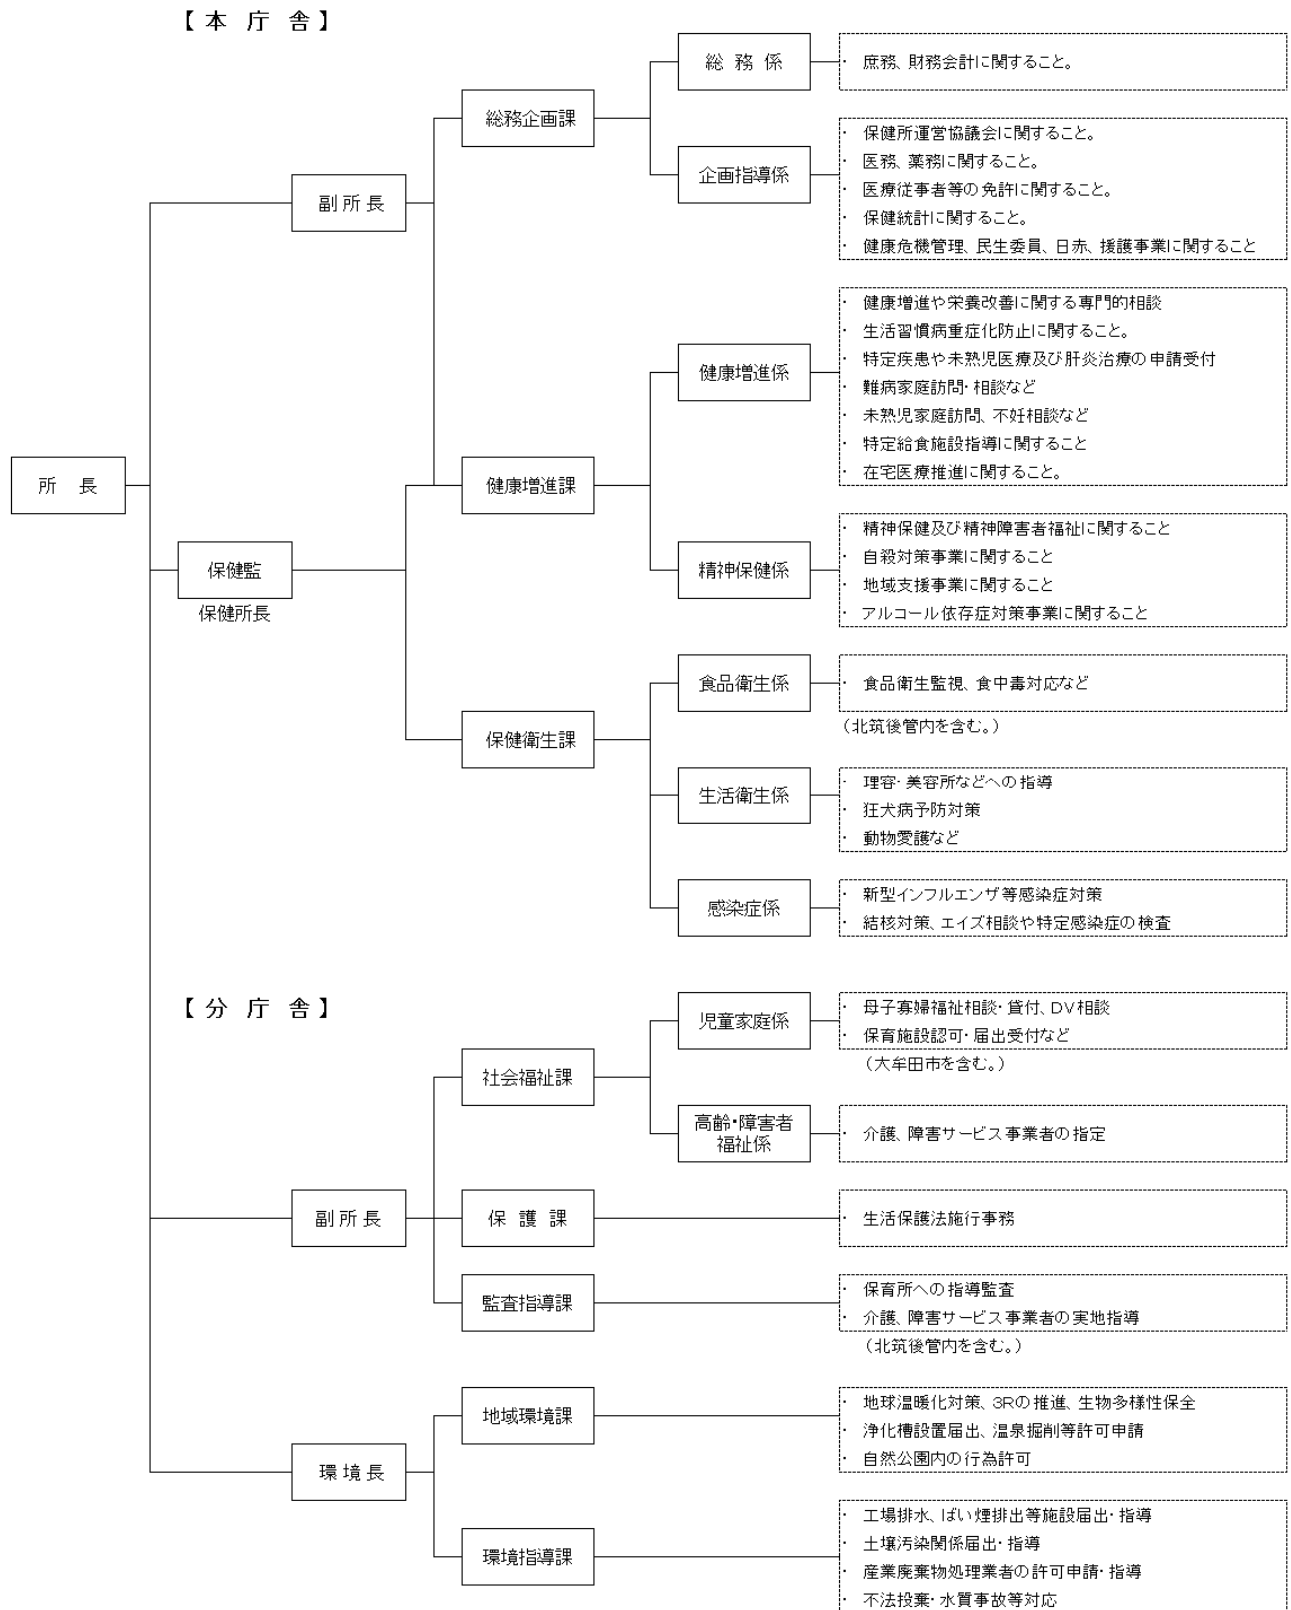 【 本 庁 舎 】
総 務 係
・ 庶務、財務会計に関すること。
総務企画課
企画指導係
・ 保健所運営協議会に関すること。
・ 医務、薬務に関すること。
・ 医療従事者等の免許に関すること。
・ 保健統計に関すること。
・ 健康危機管理、民生委員、日赤、援護事業に関すること
副所長
健康増進係
・ 健康増進や栄養改善に関する専門的相談
・ 生活習慣病重症化防止に関すること。
・ 特定疾患や未熟児医療及び肝炎治療の申請受付
・ 難病家庭訪問・相談など
・ 未熟児家庭訪問、不妊相談など
・ 特定給食施設指導に関すること
・ 在宅医療推進に関すること。
所 長
健康増進課
保健監
保健所長
精神保健係
・ 精神保健及び精神障害者福祉に関すること
・ 自殺対策事業に関すること
・ 地域支援事業に関すること
・ アルコール依存症対策事業に関すること
食品衛生係
・ 食品衛生監視、食中毒対応など
（北筑後管内を含む。）
保健衛生課
生活衛生係
・ 理容・美容所などへの指導
・ 狂犬病予防対策
・ 動物愛護など
感染症係
・ 新型インフルエンザ等感染症対策
・ 結核対策、エイズ相談や特定感染症の検査
【 分 庁 舎 】
児童家庭係
・ 母子寡婦福祉相談・貸付、DV相談
・ 保育施設認可・届出受付など
（大牟田市を含む。）
社会福祉課
高齢・障害者
福祉係
・ 介護、障害サービス事業者の指定
副所長
保 護 課
・ 生活保護法施行事務
監査指導課
・ 保育所への指導監査
・ 介護、障害サービス事業者の実地指導
（北筑後管内を含む。）
地域環境課
・ 地球温暖化対策、3Rの推進、生物多様性保全
・ 浄化槽設置届出、温泉掘削等許可申請
・ 自然公園内の行為許可
環境長
環境指導課
・ 工場排水、ばい煙排出等施設届出・指導
・ 土壌汚染関係届出・指導
・ 産業廃棄物処理業者の許可申請・指導
・ 不法投棄・水質事故等対応